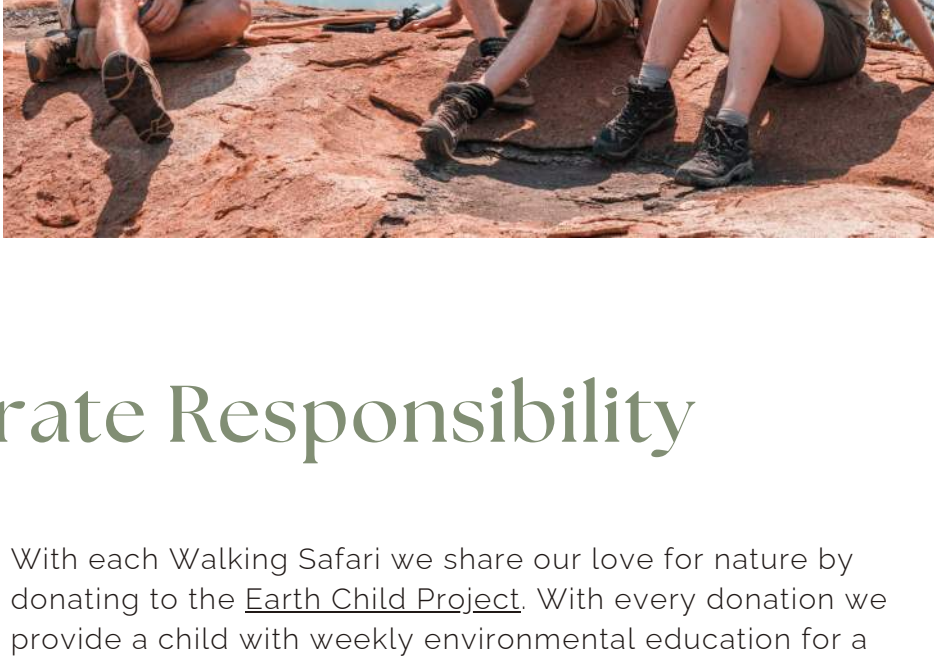 rate Responsibility
With each Walking Safari we share our love for nature by
donating to the Earth Child Project. With every donation we
provide a child with weekly environmental education for a